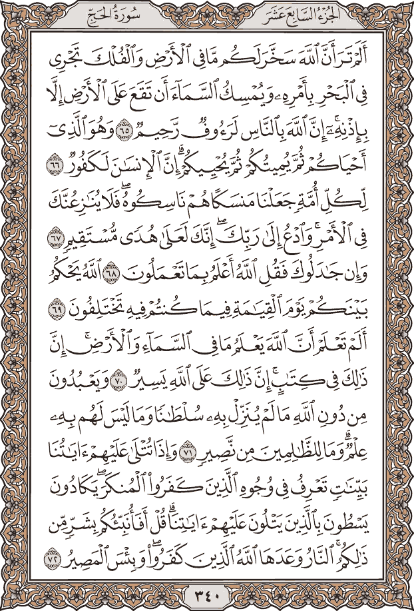 الجزء السابع عشر
سورة الحج
أَلَمْ تَرَ أَنَّ ٱللَّهَ سَخَّرَ لَكُم مَّا فِى ٱلْأَرْضِ وَٱلْفُلْكَ تَجْرِى
فِى ٱلْبَحْرِ بِأَمْرِهِۦ وَيُمْسِكُ ٱلسَّمَآءَ أَن تَقَعَ عَلَى ٱلْأَرْضِ إِلَّا
بِإِذْنِهِۦٓ ۗ إِنَّ ٱللَّهَ بِٱلنَّاسِ لَرَءُوفٌ رَّحِيمٌ ٦٥ وَهُوَ ٱلَّذِىٓ
أَحْيَاكُمْ ثُمَّ يُمِيتُكُمْ ثُمَّ يُحْيِيكُمْ ۗ إِنَّ ٱلْإِنسَـٰنَ لَكَفُورٌ ٦٦
لِّكُلِّ أُمَّةٍ جَعَلْنَا مَنسَكًا هُمْ نَاسِكُوهُ ۖ فَلَا يُنَـٰزِعُنَّكَ
فِى ٱلْأَمْرِ ۚ وَٱدْعُ إِلَىٰ رَبِّكَ ۖ إِنَّكَ لَعَلَىٰ هُدًى مُّسْتَقِيمٍ ٦٧
وَإِن جَـٰدَلُوكَ فَقُلِ ٱللَّهُ أَعْلَمُ بِمَا تَعْمَلُونَ ٦٨ ٱللَّهُ يَحْكُمُ
بَيْنَكُمْ يَوْمَ ٱلْقِيَـٰمَةِ فِيمَا كُنتُمْ فِيهِ تَخْتَلِفُونَ ٦٩
أَلَمْ تَعْلَمْ أَنَّ ٱللَّهَ يَعْلَمُ مَا فِى ٱلسَّمَآءِ وَٱلْأَرْضِ ۗ إِنَّ
ذَٰلِكَ فِى كِتَـٰبٍ ۚ إِنَّ ذَٰلِكَ عَلَى ٱللَّهِ يَسِيرٌ ٧٠ وَيَعْبُدُونَ
مِن دُونِ ٱللَّهِ مَا لَمْ يُنَزِّلْ بِهِۦ سُلْطَـٰنًا وَمَا لَيْسَ لَهُم بِهِۦ
عِلْمٌ ۗ وَمَا لِلظَّـٰلِمِينَ مِن نَّصِيرٍ ٧١ وَإِذَا تُتْلَىٰ عَلَيْهِمْ ءَايَـٰتُنَا
بَيِّنَـٰتٍ تَعْرِفُ فِى وُجُوهِ ٱلَّذِينَ كَفَرُوا۟ ٱلْمُنكَرَ ۖ يَكَادُونَ
يَسْطُونَ بِٱلَّذِينَ يَتْلُونَ عَلَيْهِمْ ءَايَـٰتِنَا ۗ قُلْ أَفَأُنَبِّئُكُم بِشَرٍّ مِّن
ذَٰلِكُمُ ۗ ٱلنَّارُ وَعَدَهَا ٱللَّهُ ٱلَّذِينَ كَفَرُوا۟ ۖ وَبِئْسَ ٱلْمَصِيرُ ٧٢
٣٤٠